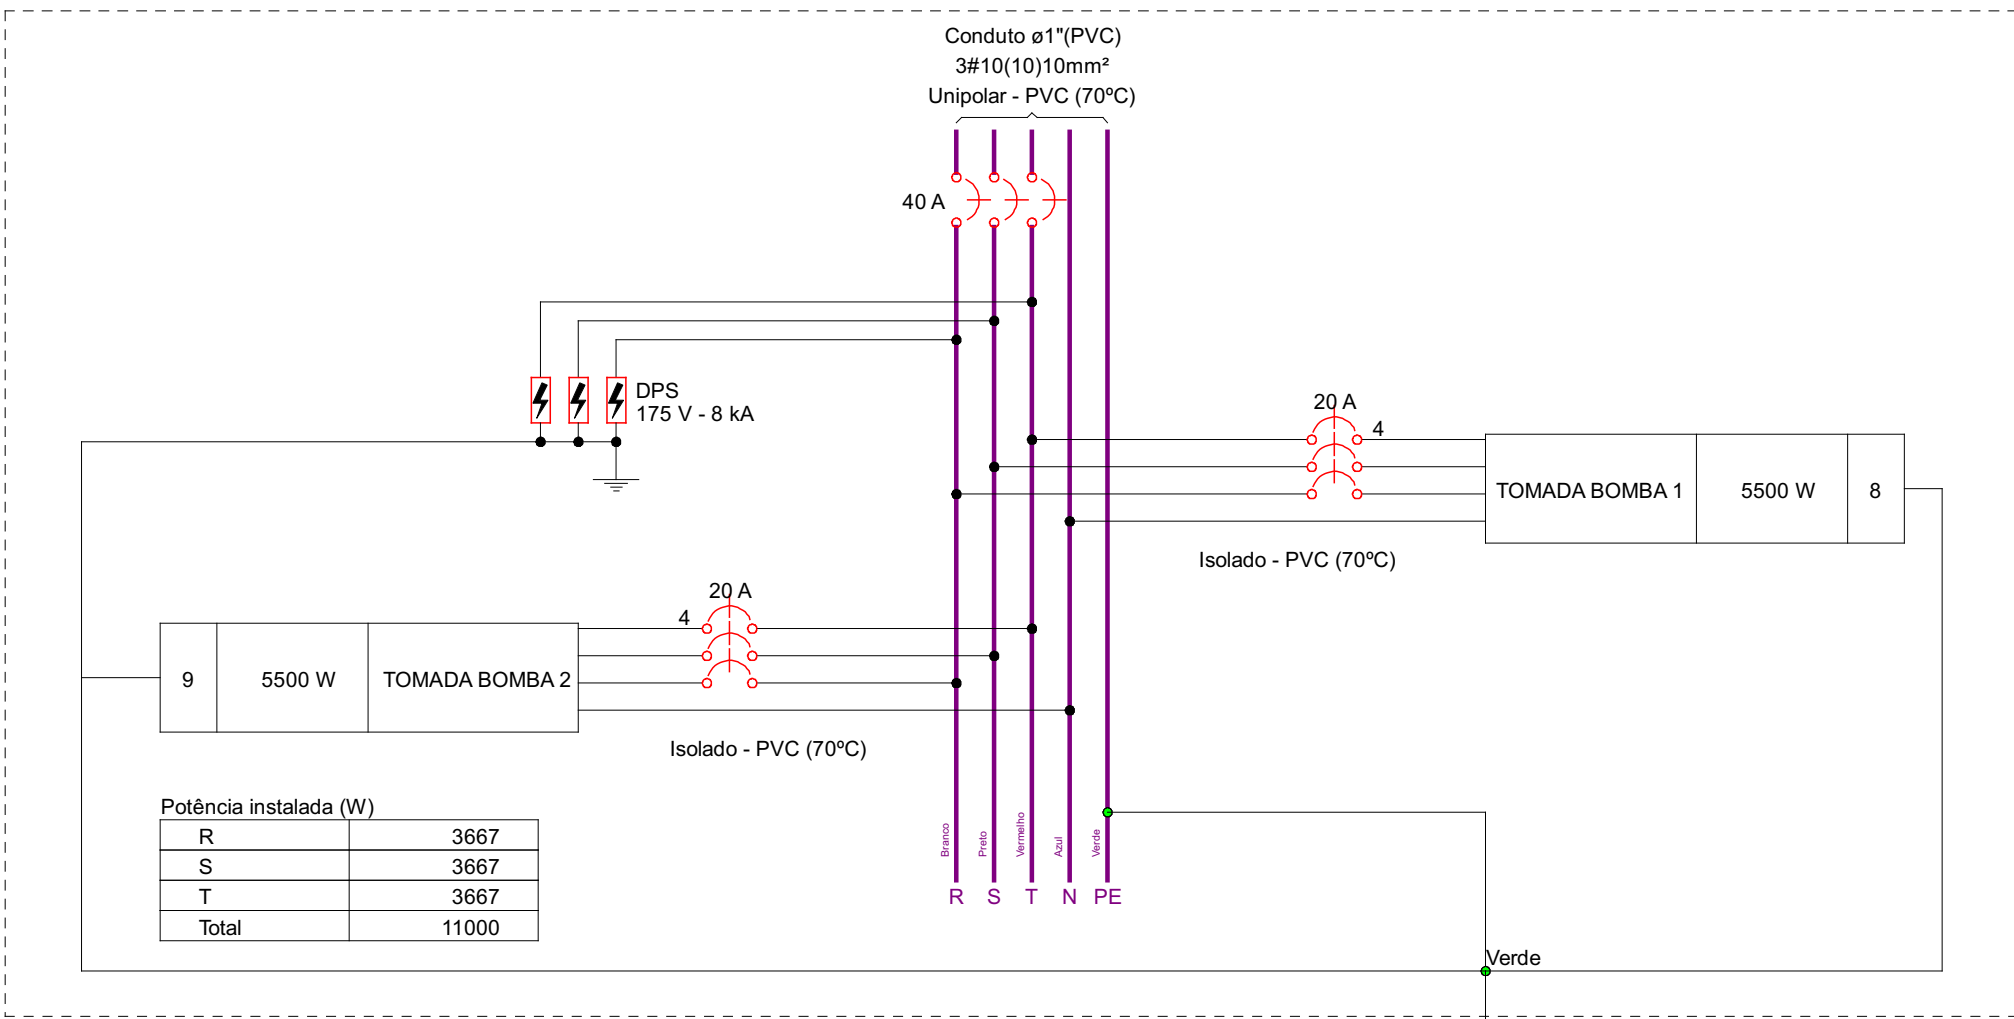 Conduto ø1"(PVC)
3#10(10)10mm²
Unipolar - PVC (70ºC)
40 A
DPS
175 V - 8 kA
20 A
4
TOMADA BOMBA 1
5500 W
8
Isolado - PVC (70ºC)
20 A
4
9
5500 W
TOMADA BOMBA 2
Isolado - PVC (70ºC)
Potência instalada (W)
R 3667
S 3667
T 3667
Total 11000
Branco
Preto
Vermelho
Azul
Verde
R S T N PE
Verde